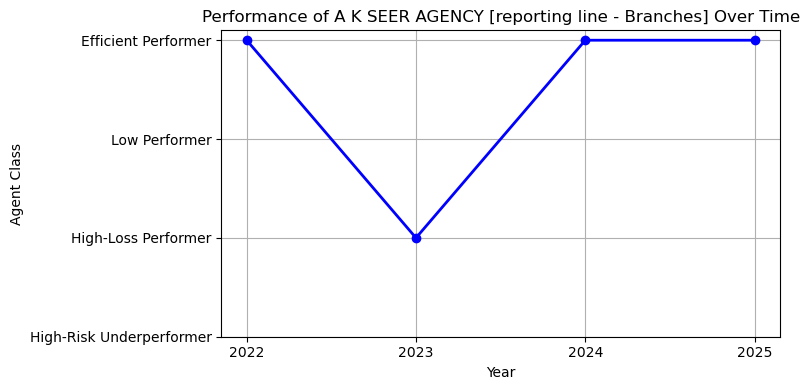 Performance of A K SEER AGENCY [reporting line - Branches] Over Time
Efficient Performer
Low Performer
High-Loss Performer
High-Risk Underperformer
Agent Class
2022 2023 2024 2025
Year